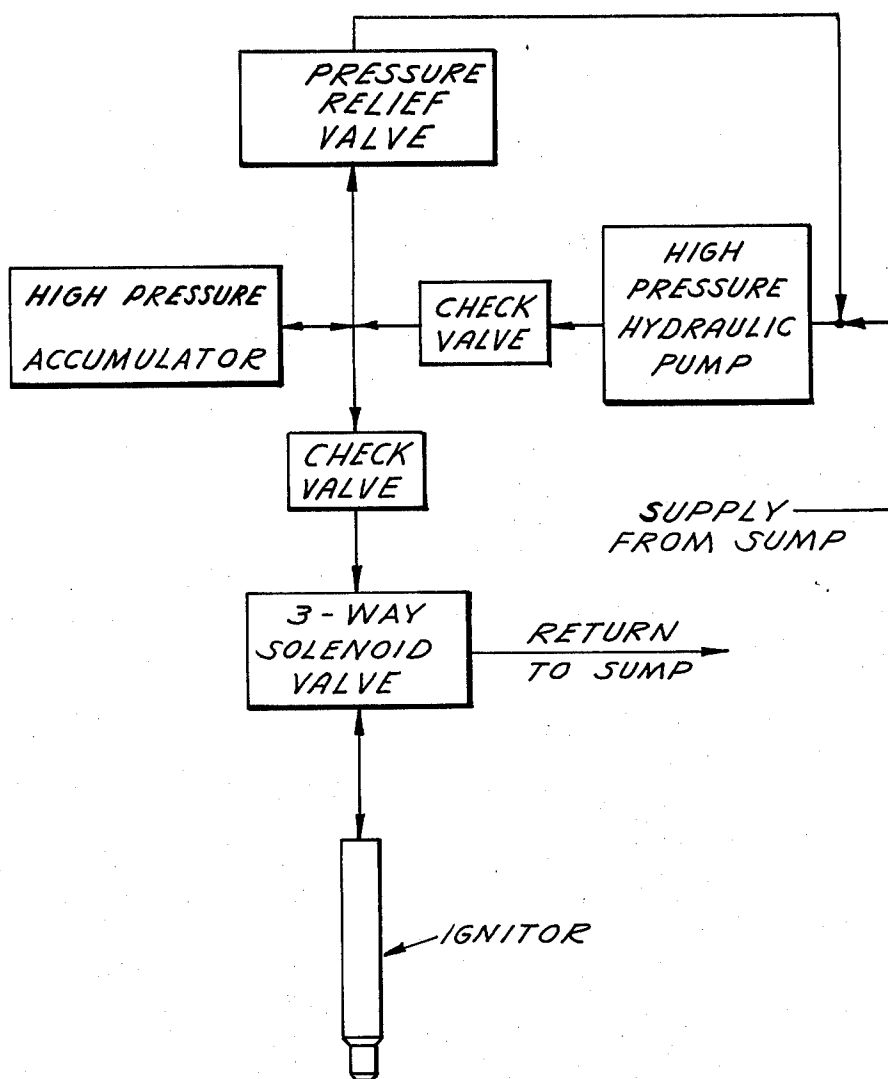 PRESSURE
RELIEF
VALVE
HIGH PRESSURE
ACCUMULATOR
CHECK
VALVE
HIGH
PRESSURE
HYDRAULIC
PUMP
CHECK
VALVE
SUPPLY
FROM SUMP
3-WAY
SOLENOID
VALVE
RETURN
TO SUMP
IGNITOR